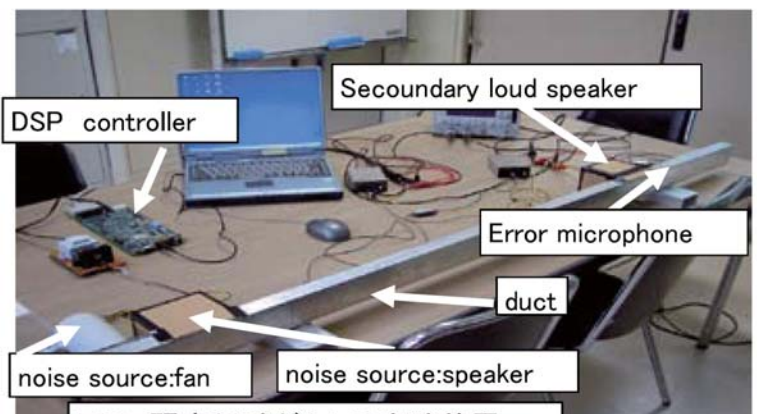 Secoundary loud speaker
DSP controller
Error microphone
duct
noise source:fan
noise source:speaker